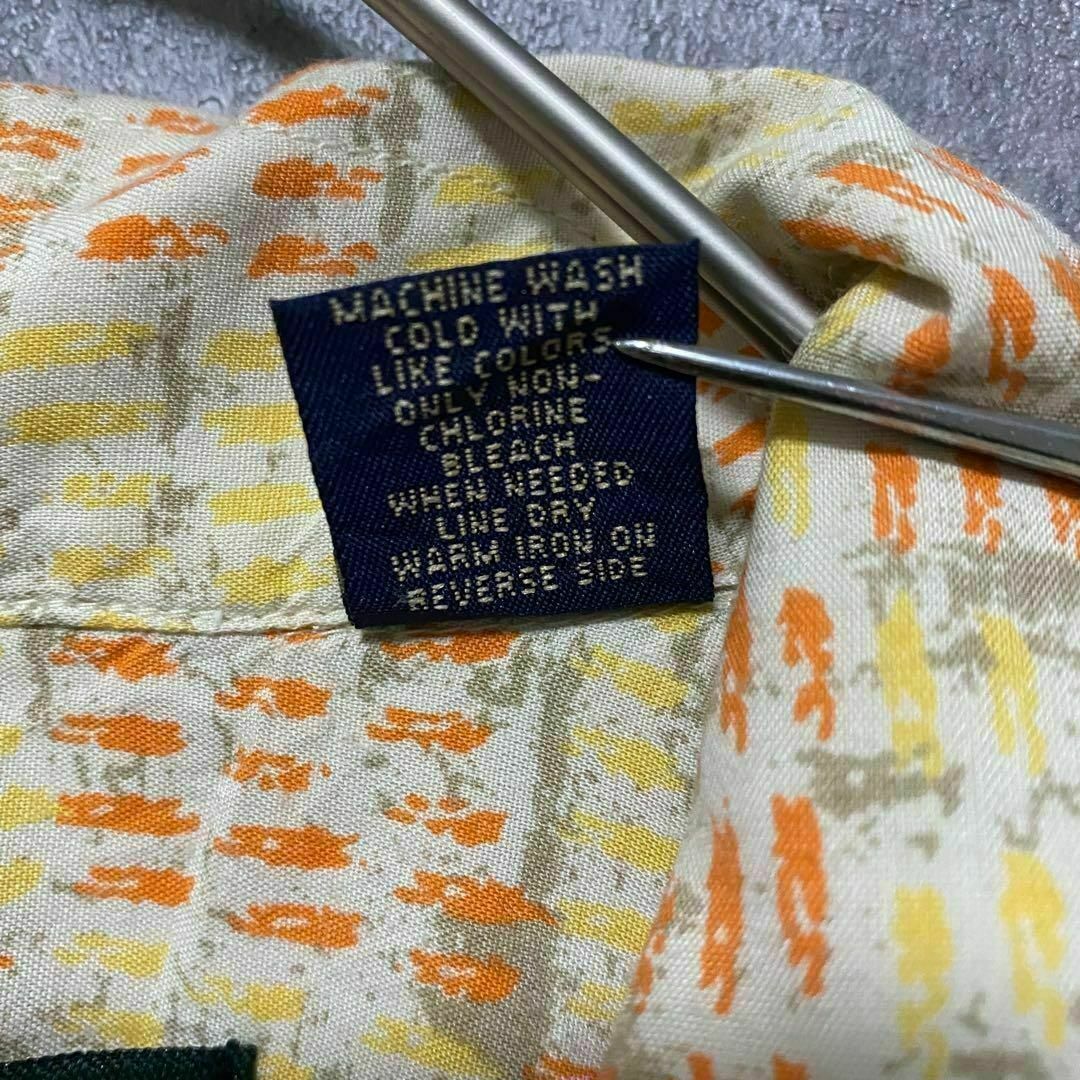 MACHINE WASH
COLD WITH
LIKE COLORS
ONLY NON-
CHLORINE
BLEACH
WHEN NEEDED
LINE DRY
WARM IRON ON
REVERSE SIDE